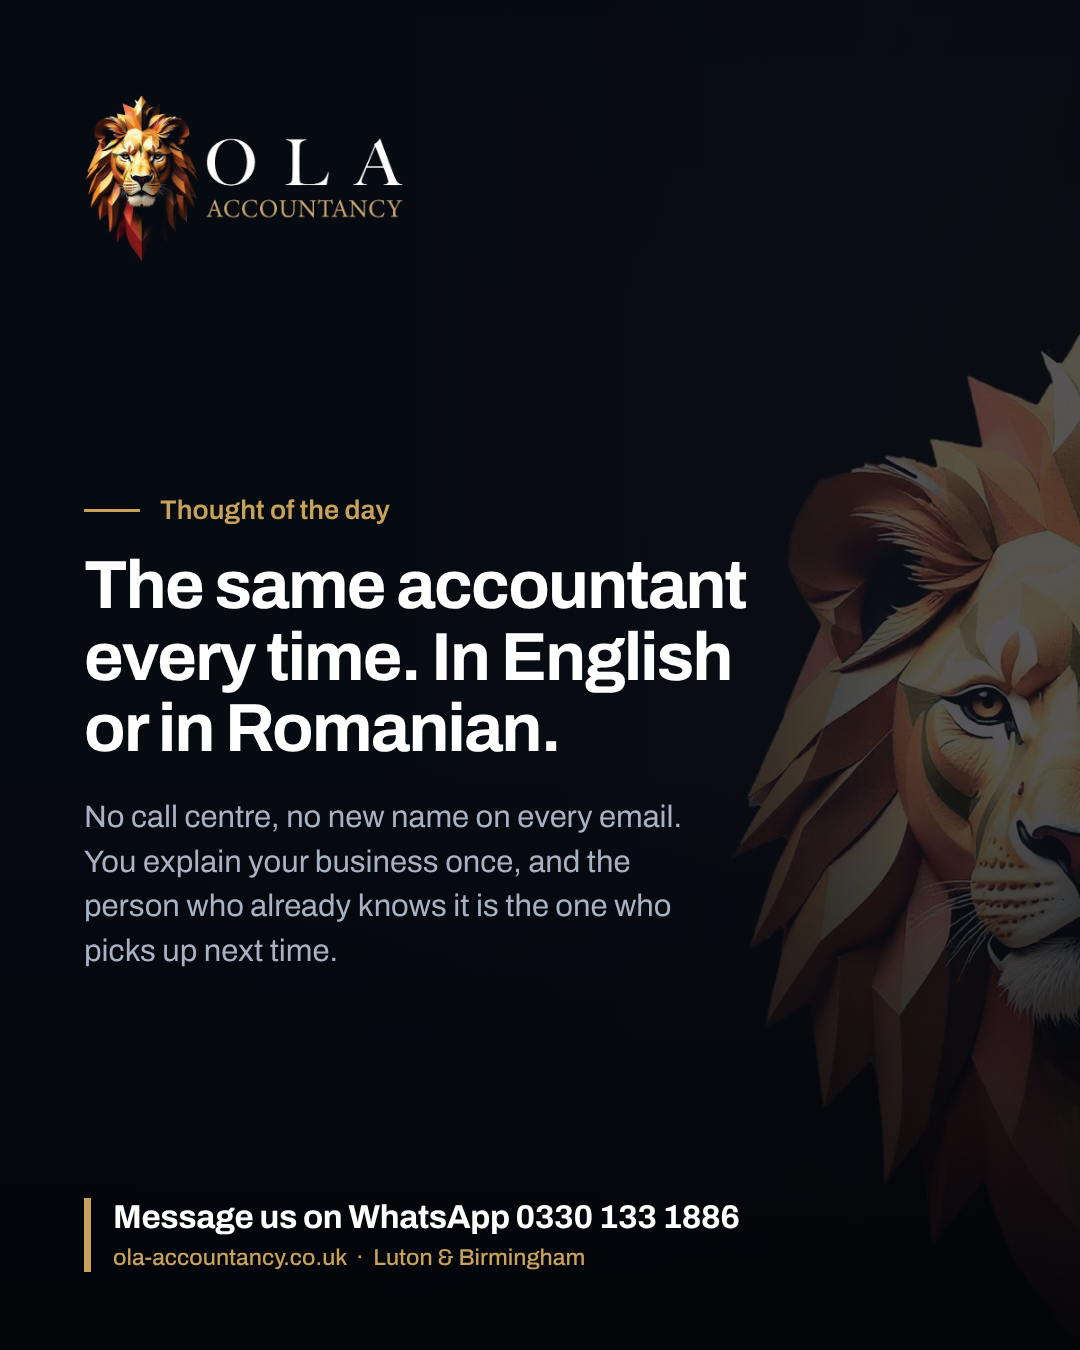 OLA
ACCOUNTANCY
Thought of the day
The same accountant
every time. In English
or in Romanian.
No call centre, no new name on every email.
You explain your business once, and the
person who already knows it is the one who
picks up next time.
Message us on WhatsApp 0330 133 1886
ola-accountancy.co.uk · Luton & Birmingham